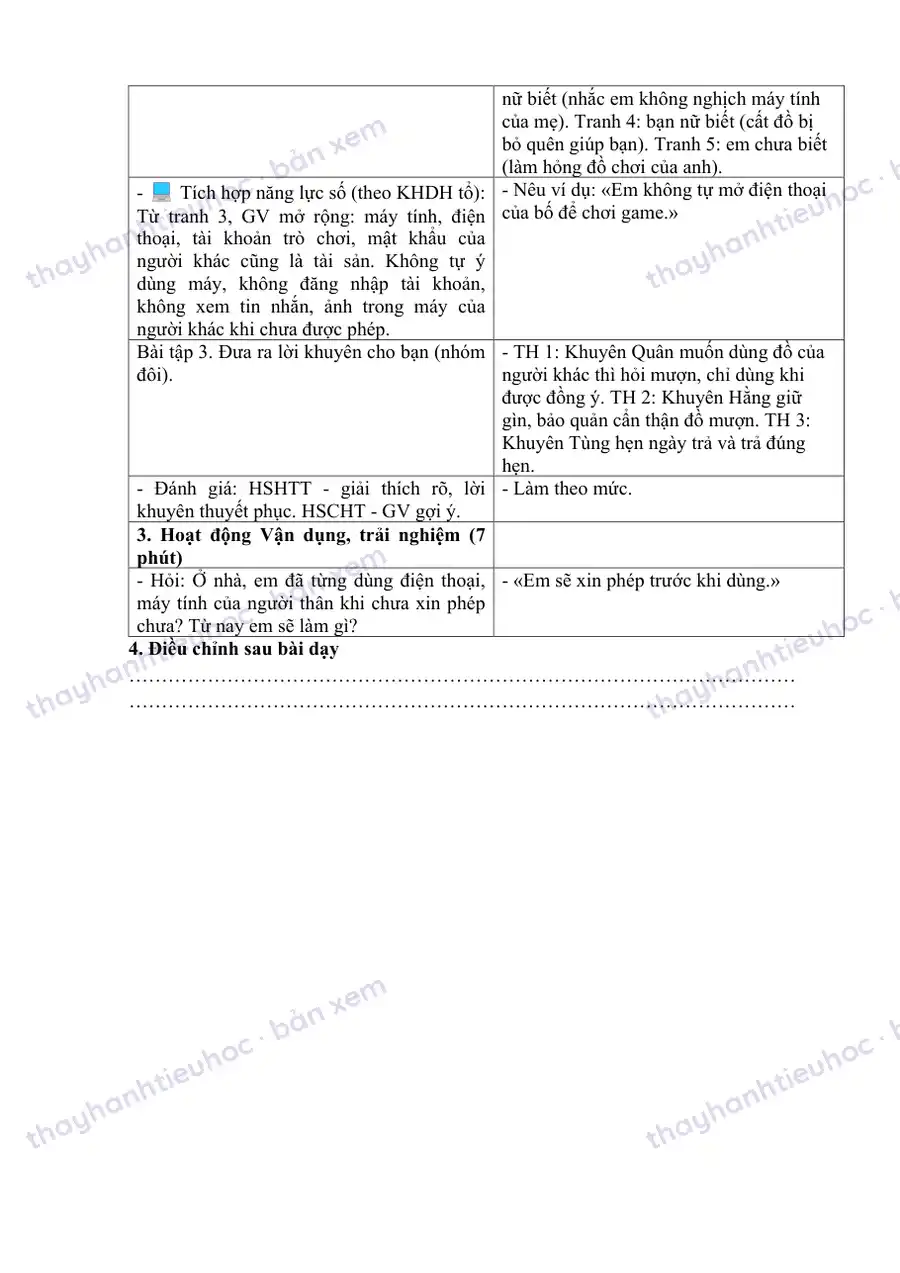 nữ biết (nhắc em không nghịch máy tính
của mẹ). Tranh 4: bạn nữ biết (cất đồ bị
bỏ quên giúp bạn). Tranh 5: em chưa biết
(làm hỏng đồ chơi của anh).
- Tích hợp năng lực số (theo KHDH tổ):
Từ tranh 3, GV mở rộng: máy tính, điện
thoại, tài khoản trò chơi, mật khẩu của
người khác cũng là tài sản. Không tự ý
dùng máy, không đăng nhập tài khoản,
không xem tin nhắn, ảnh trong máy của
người khác khi chưa được phép.
- Nêu ví dụ: «Em không tự mở điện thoại
của bố để chơi game.»
Bài tập 3. Đưa ra lời khuyên cho bạn (nhóm
đôi).
- TH 1: Khuyên Quân muốn dùng đồ của
người khác thì hỏi mượn, chỉ dùng khi
được đồng ý. TH 2: Khuyên Hằng giữ
gìn, bảo quản cẩn thận đồ mượn. TH 3:
Khuyên Tùng hẹn ngày trả và trả đúng
hẹn.
- Đánh giá: HSHTT - giải thích rõ, lời
khuyên thuyết phục. HSCHT - GV gợi ý.
- Làm theo mức.
3. Hoạt động Vận dụng, trải nghiệm (7
phút)
- Hỏi: Ở nhà, em đã từng dùng điện thoại,
máy tính của người thân khi chưa xin phép
chưa? Từ nay em sẽ làm gì?
- «Em sẽ xin phép trước khi dùng.»
4. Điều chỉnh sau bài dạy
……………………………………………………………………………………
……………………………………………………………………………………
thayhanhtieuhoc · bản xem
thayhanhtieuhoc · b
thayhanhtieuhoc · bản xem
thayhanhtieuhoc · b
thayhanhtieuhoc · bản xem
thayhanhtieuhoc · b